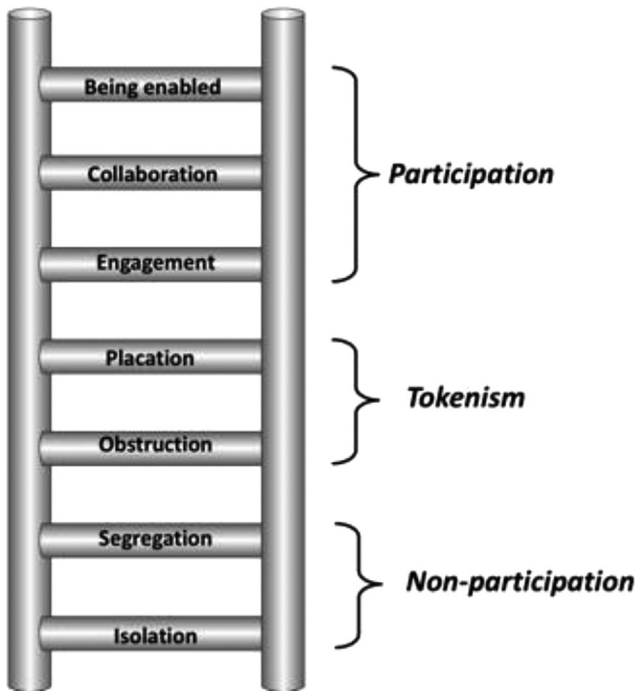 Being enabled
Collaboration
Participation
Engagement
Placation
Tokenism
Obstruction
Segregation
Non-participation
Isolation